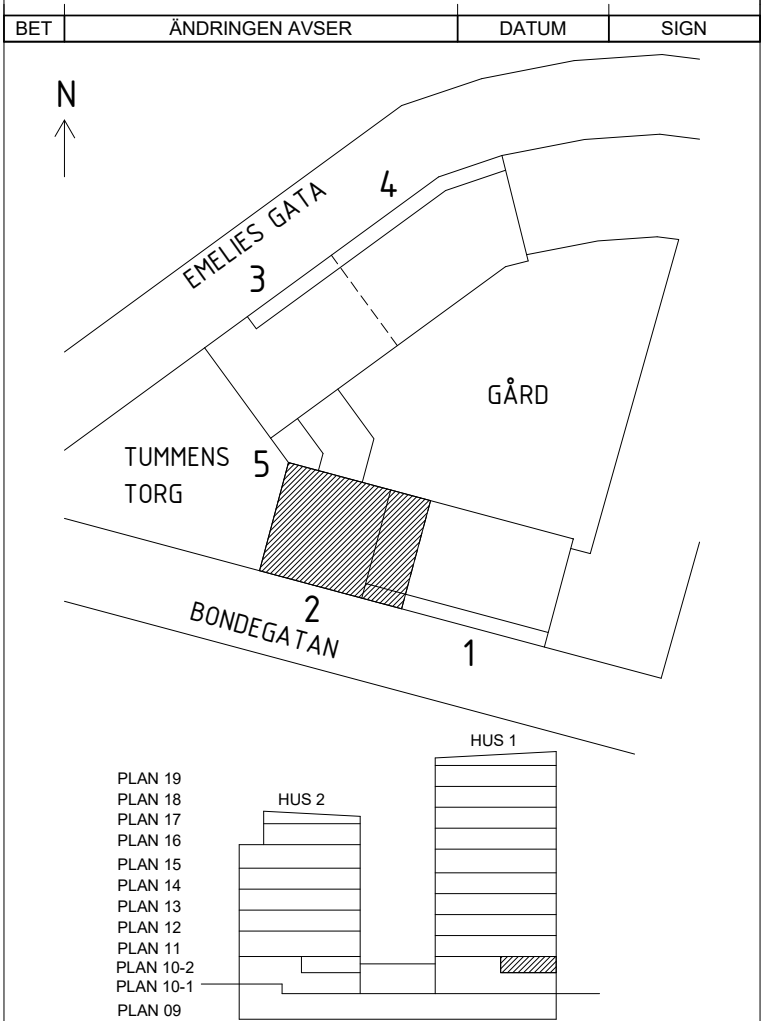 BET ÄNDRINGEN AVSER DATUM SIGN
N
4
EMELIES GATA
3
GÅRD
TUMMENS
TORG
5
2
BONDEGATAN
1
HUS 1
PLAN 19
PLAN 18
HUS 2
PLAN 17
PLAN 16
PLAN 15
PLAN 14
PLAN 13
PLAN 12
PLAN 11
PLAN 10-2
PLAN 10-1
PLAN 09